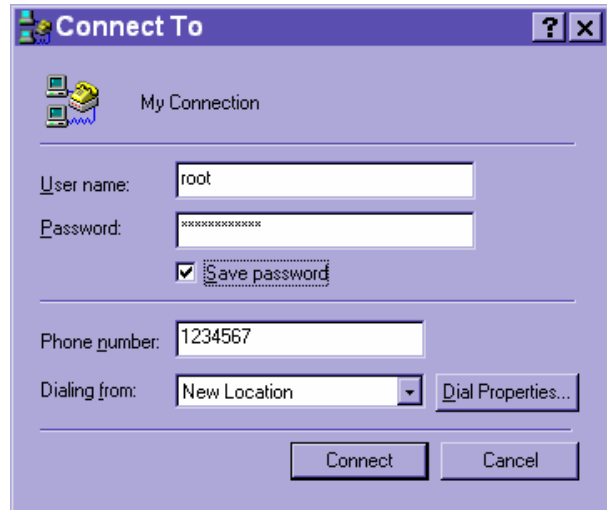 Connect To
My Connection
User name: root
Password: ************
Save password
Phone number: 1234567
Dialing from: New Location Dial Properties...
Connect Cancel